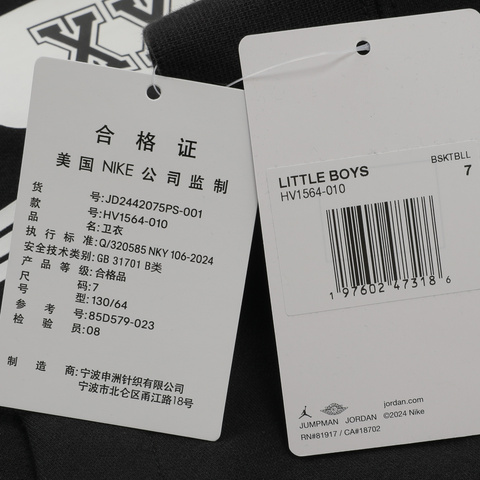 XX
合格证
美国 NIKE 公司监制
货号:JD2442075PS-001
款号:HV1564-010
品名:卫衣
执行标准:Q/320585 NKY 106-2024
安全技术类别:GB 31701 B类
产品等级:合格品
尺码:7
号型:130/64
参考号:85D579-023
检验员:08
制造商:宁波申洲针织有限公司
宁波市北仑区甬江路18号
BSKTBLL
LITTLE BOYS 7
HV1564-010
1 97602 47318 6
JUMPMAN JORDAN
jordan.com
©2024 Nike
RN#81917 / CA#18702